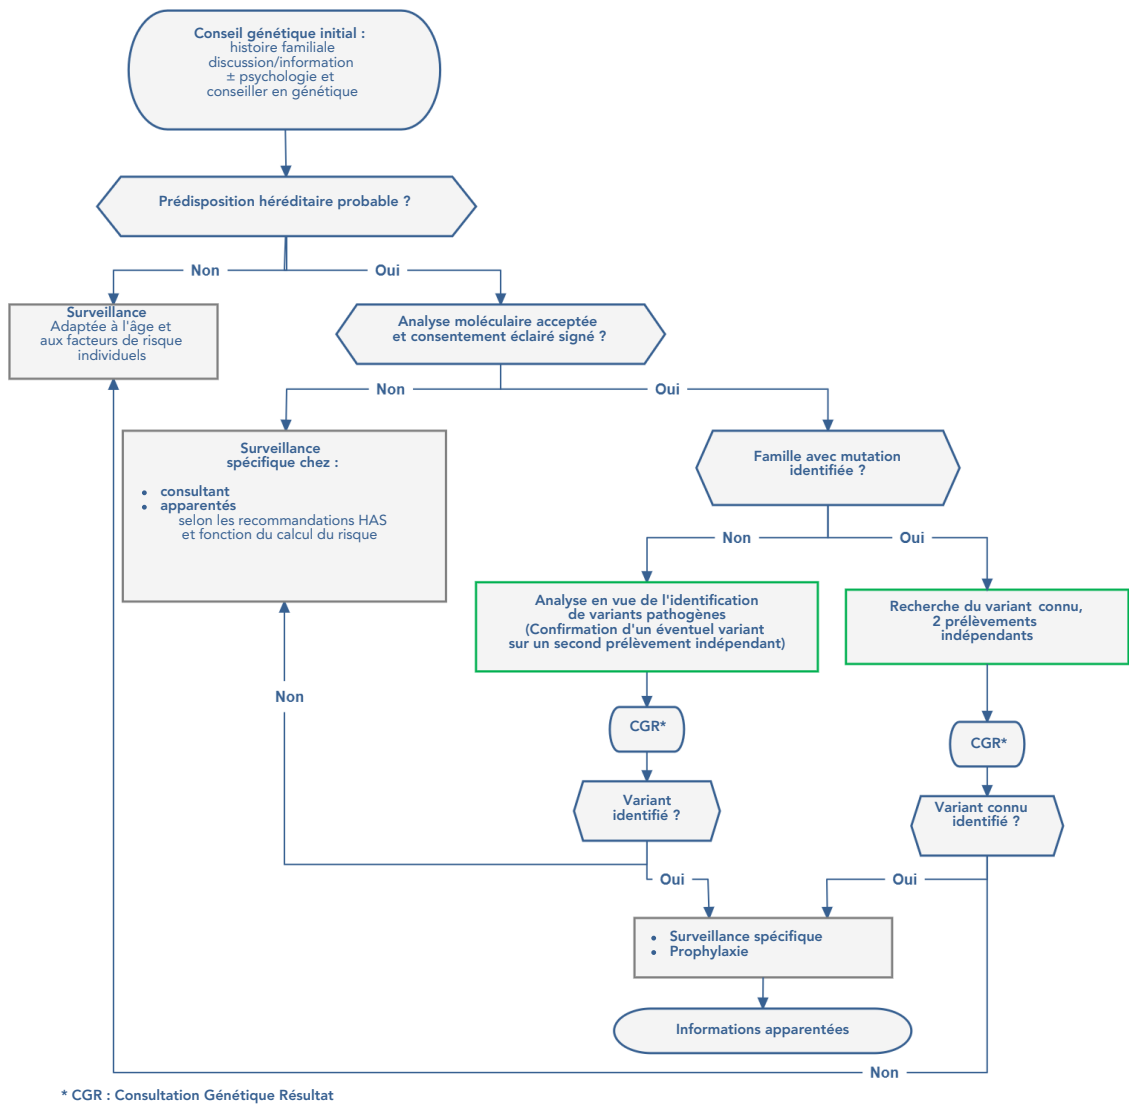 Conseil génétique initial :
histoire familiale
discussion/information
± psychologie et
conseiller en génétique
Prédisposition héréditaire probable ?
Non
Oui
Surveillance
Adaptée à l'âge et
aux facteurs de risque
individuels
Analyse moléculaire acceptée
et consentement éclairé signé ?
Non
Oui
Surveillance
spécifique chez :
• consultant
• apparentés
selon les recommandations HAS
et fonction du calcul du risque
Famille avec mutation
identifiée ?
Non
Oui
Analyse en vue de l'identification
de variants pathogènes
(Confirmation d'un éventuel variant
sur un second prélèvement indépendant)
Recherche du variant connu,
2 prélèvements
indépendants
Non
CGR*
CGR*
Variant
identifié ?
Variant connu
identifié ?
Oui
Oui
• Surveillance spécifique
• Prophylaxie
Informations apparentées
Non
* CGR : Consultation Génétique Résultat